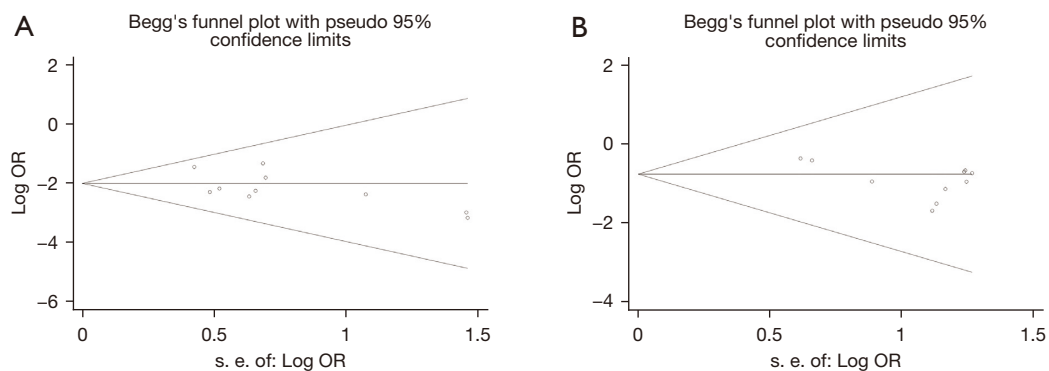 A
Begg's funnel plot with pseudo 95%
confidence limits
2
0
−2
−4
−6
Log OR
0
0.5
1
1.5
s. e. of: Log OR
B
Begg's funnel plot with pseudo 95%
confidence limits
2
0
−2
−4
Log OR
0
0.5
1
1.5
s. e. of: Log OR